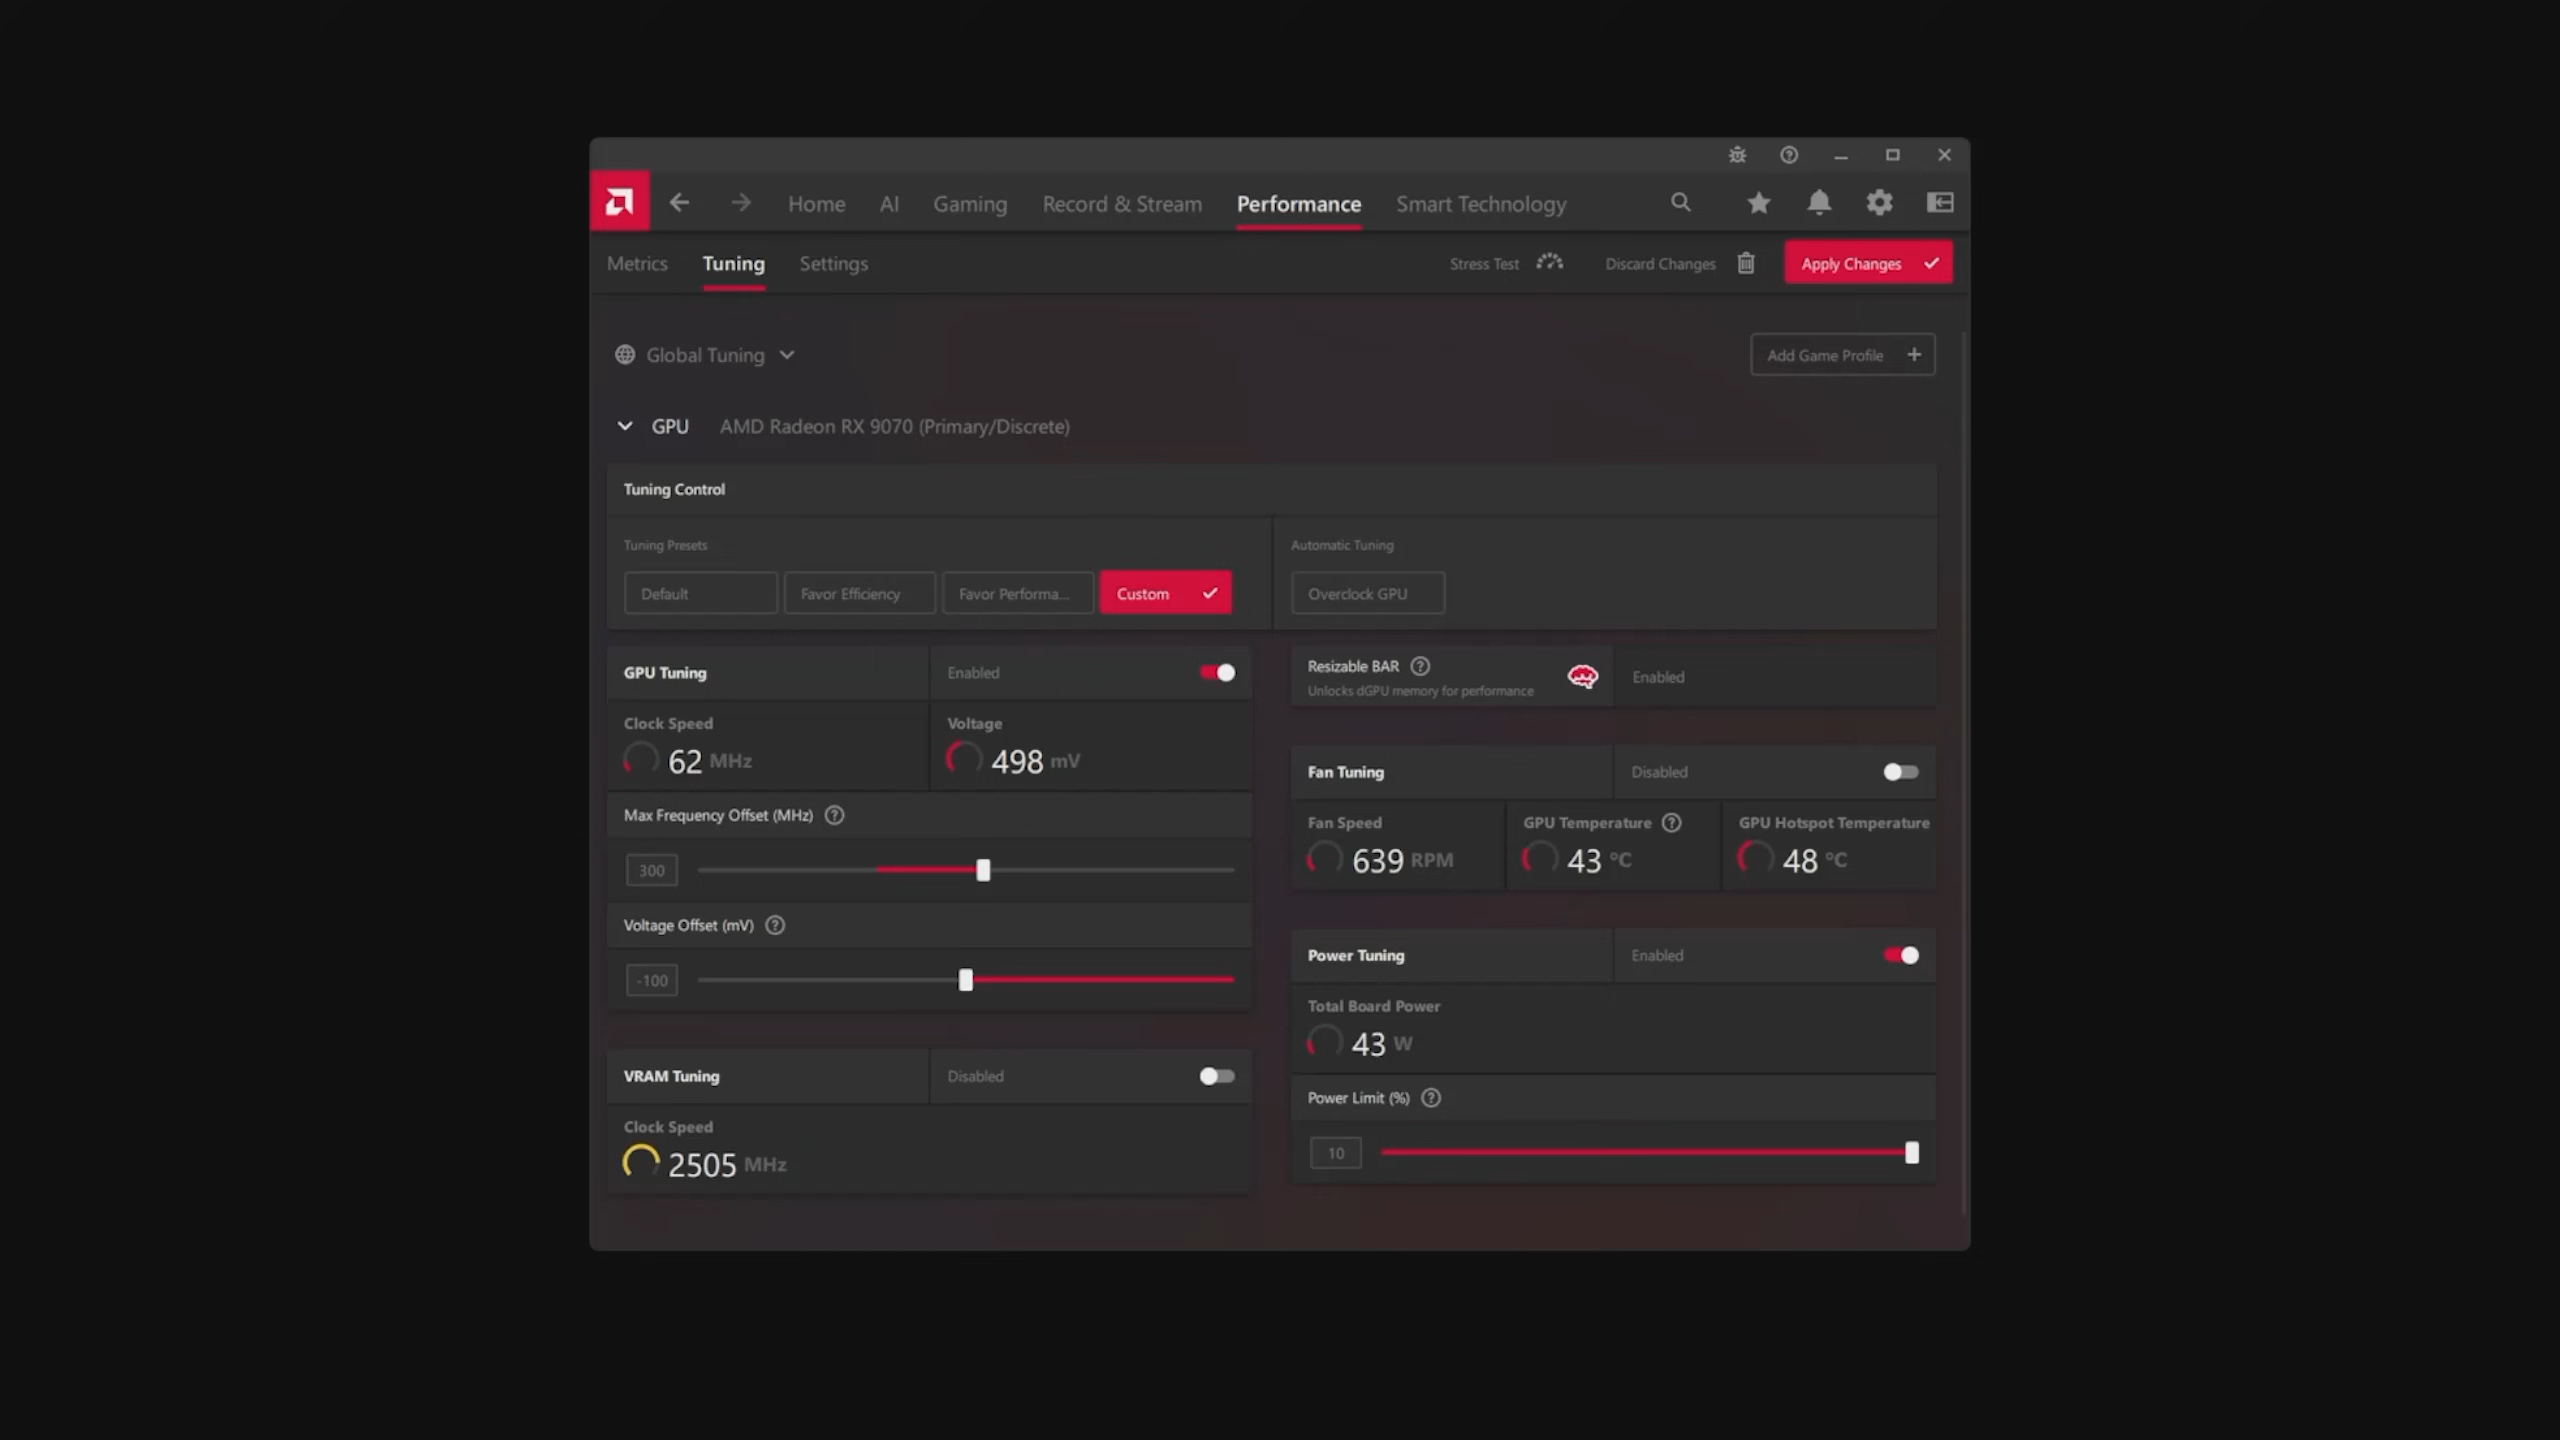 Home AI Gaming Record & Stream Performance Smart Technology
Metrics Tuning Settings Stress Test Discard Changes Apply Changes
Global Tuning Add Game Profile
GPU AMD Radeon RX 9070 (Primary/Discrete)
Tuning Control
Tuning Presets
Default Favor Efficiency Favor Performa... Custom
Automatic Tuning
Overclock GPU
GPU Tuning Enabled
Clock Speed
62 MHz
Voltage
498 mV
Max Frequency Offset (MHz)
300
Voltage Offset (mV)
-100
VRAM Tuning Disabled
Clock Speed
2505 MHz
Resizable BAR
Unlocks dGPU memory for performance
Enabled
Fan Tuning Disabled
Fan Speed
639 RPM
GPU Temperature
43 °C
GPU Hotspot Temperature
48 °C
Power Tuning Enabled
Total Board Power
43 W
Power Limit (%)
10